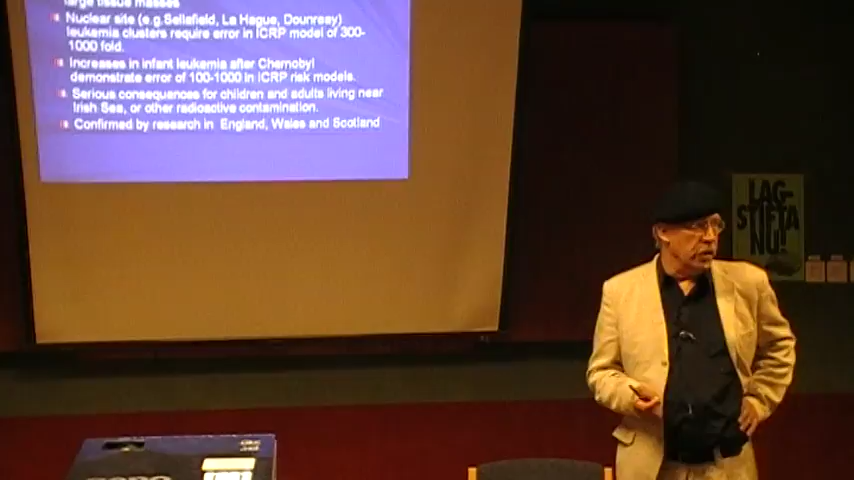 large tissue masses
Nuclear site (e.g.Sellafield, La Hague, Dounreay)
leukemia clusters require error in ICRP model of 300-
1000 fold.
Increases in infant leukemia after Chernobyl
demonstrate error of 100-1000 in ICRP risk models.
Serious consequences for children and adults living near
Irish Sea, or other radioactive contamination.
Confirmed by research in England, Wales and Scotland
LAG-
STIFTA
NU!